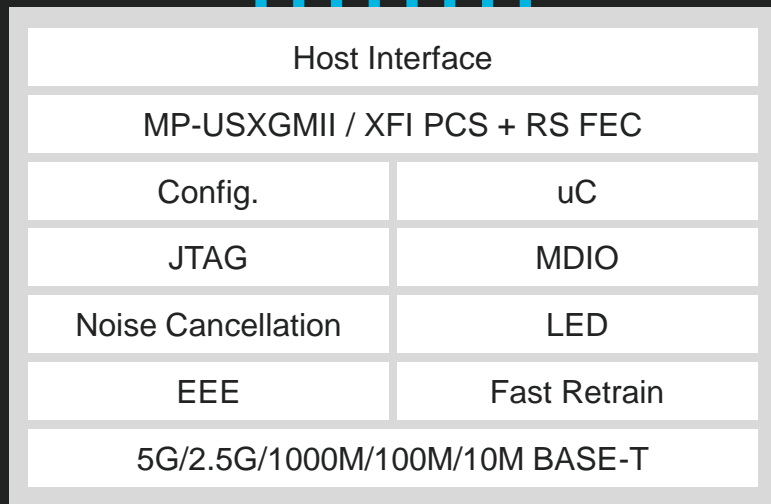 Host Interface
MP-USXGMII / XFI PCS + RS FEC
Config.
uC
JTAG
MDIO
Noise Cancellation
LED
EEE
Fast Retrain
5G/2.5G/1000M/100M/10M BASE-T